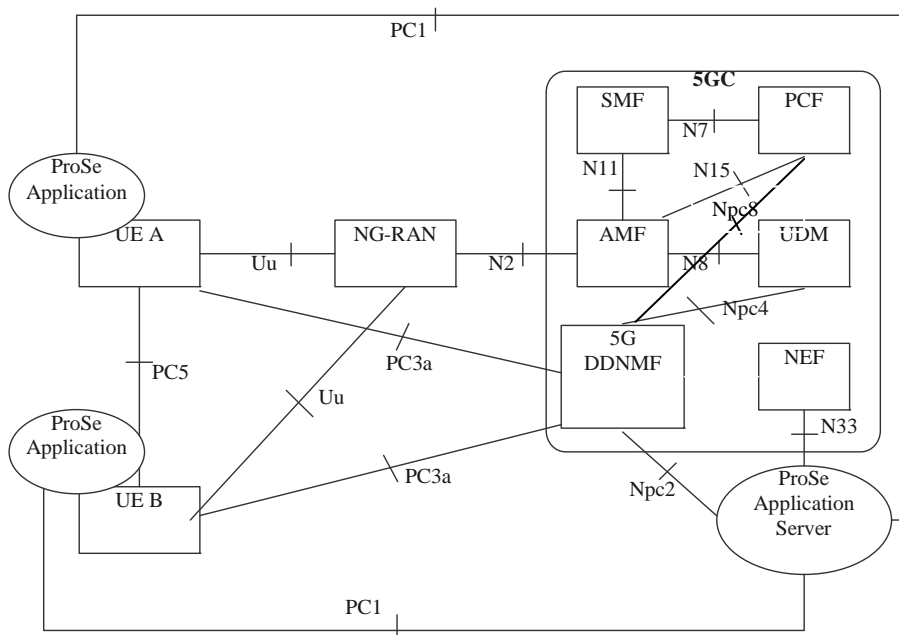 PC1
5GC
SMF
PCF
N7
ProSe
Application
N11
N15
Npc8
UE A
NG-RAN
AMF
UDM
Uu
N2
N8
Npc4
5G
DDNMF
NEF
PC3a
PC5
Uu
ProSe
Application
N33
PC3a
ProSe
Application
Server
Npc2
UE B
PC1